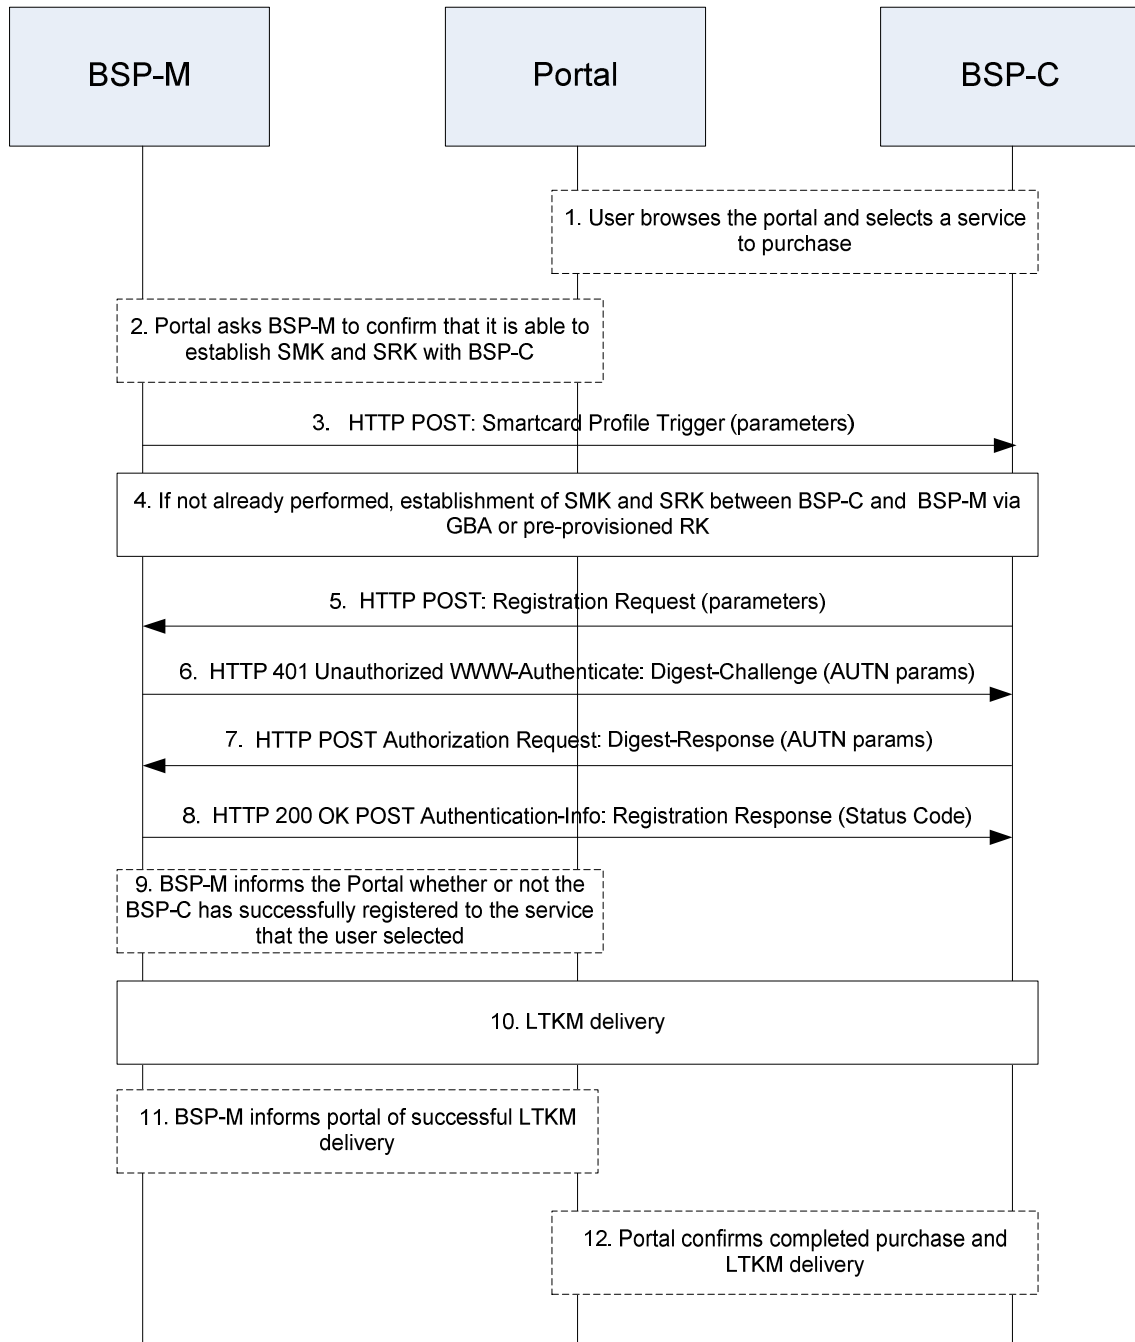 BSP-M
Portal
BSP-C
1. User browses the portal and selects a service
to purchase
2. Portal asks BSP-M to confirm that it is able to
establish SMK and SRK with BSP-C
3. HTTP POST: Smartcard Profile Trigger (parameters)
4. If not already performed, establishment of SMK and SRK between BSP-C and BSP-M via
GBA or pre-provisioned RK
5. HTTP POST: Registration Request (parameters)
6. HTTP 401 Unauthorized WWW-Authenticate: Digest-Challenge (AUTN params)
7. HTTP POST Authorization Request: Digest-Response (AUTN params)
8. HTTP 200 OK POST Authentication-Info: Registration Response (Status Code)
9. BSP-M informs the Portal whether or not the
BSP-C has successfully registered to the service
that the user selected
10. LTKM delivery
11. BSP-M informs portal of successful LTKM
delivery
12. Portal confirms completed purchase and
LTKM delivery